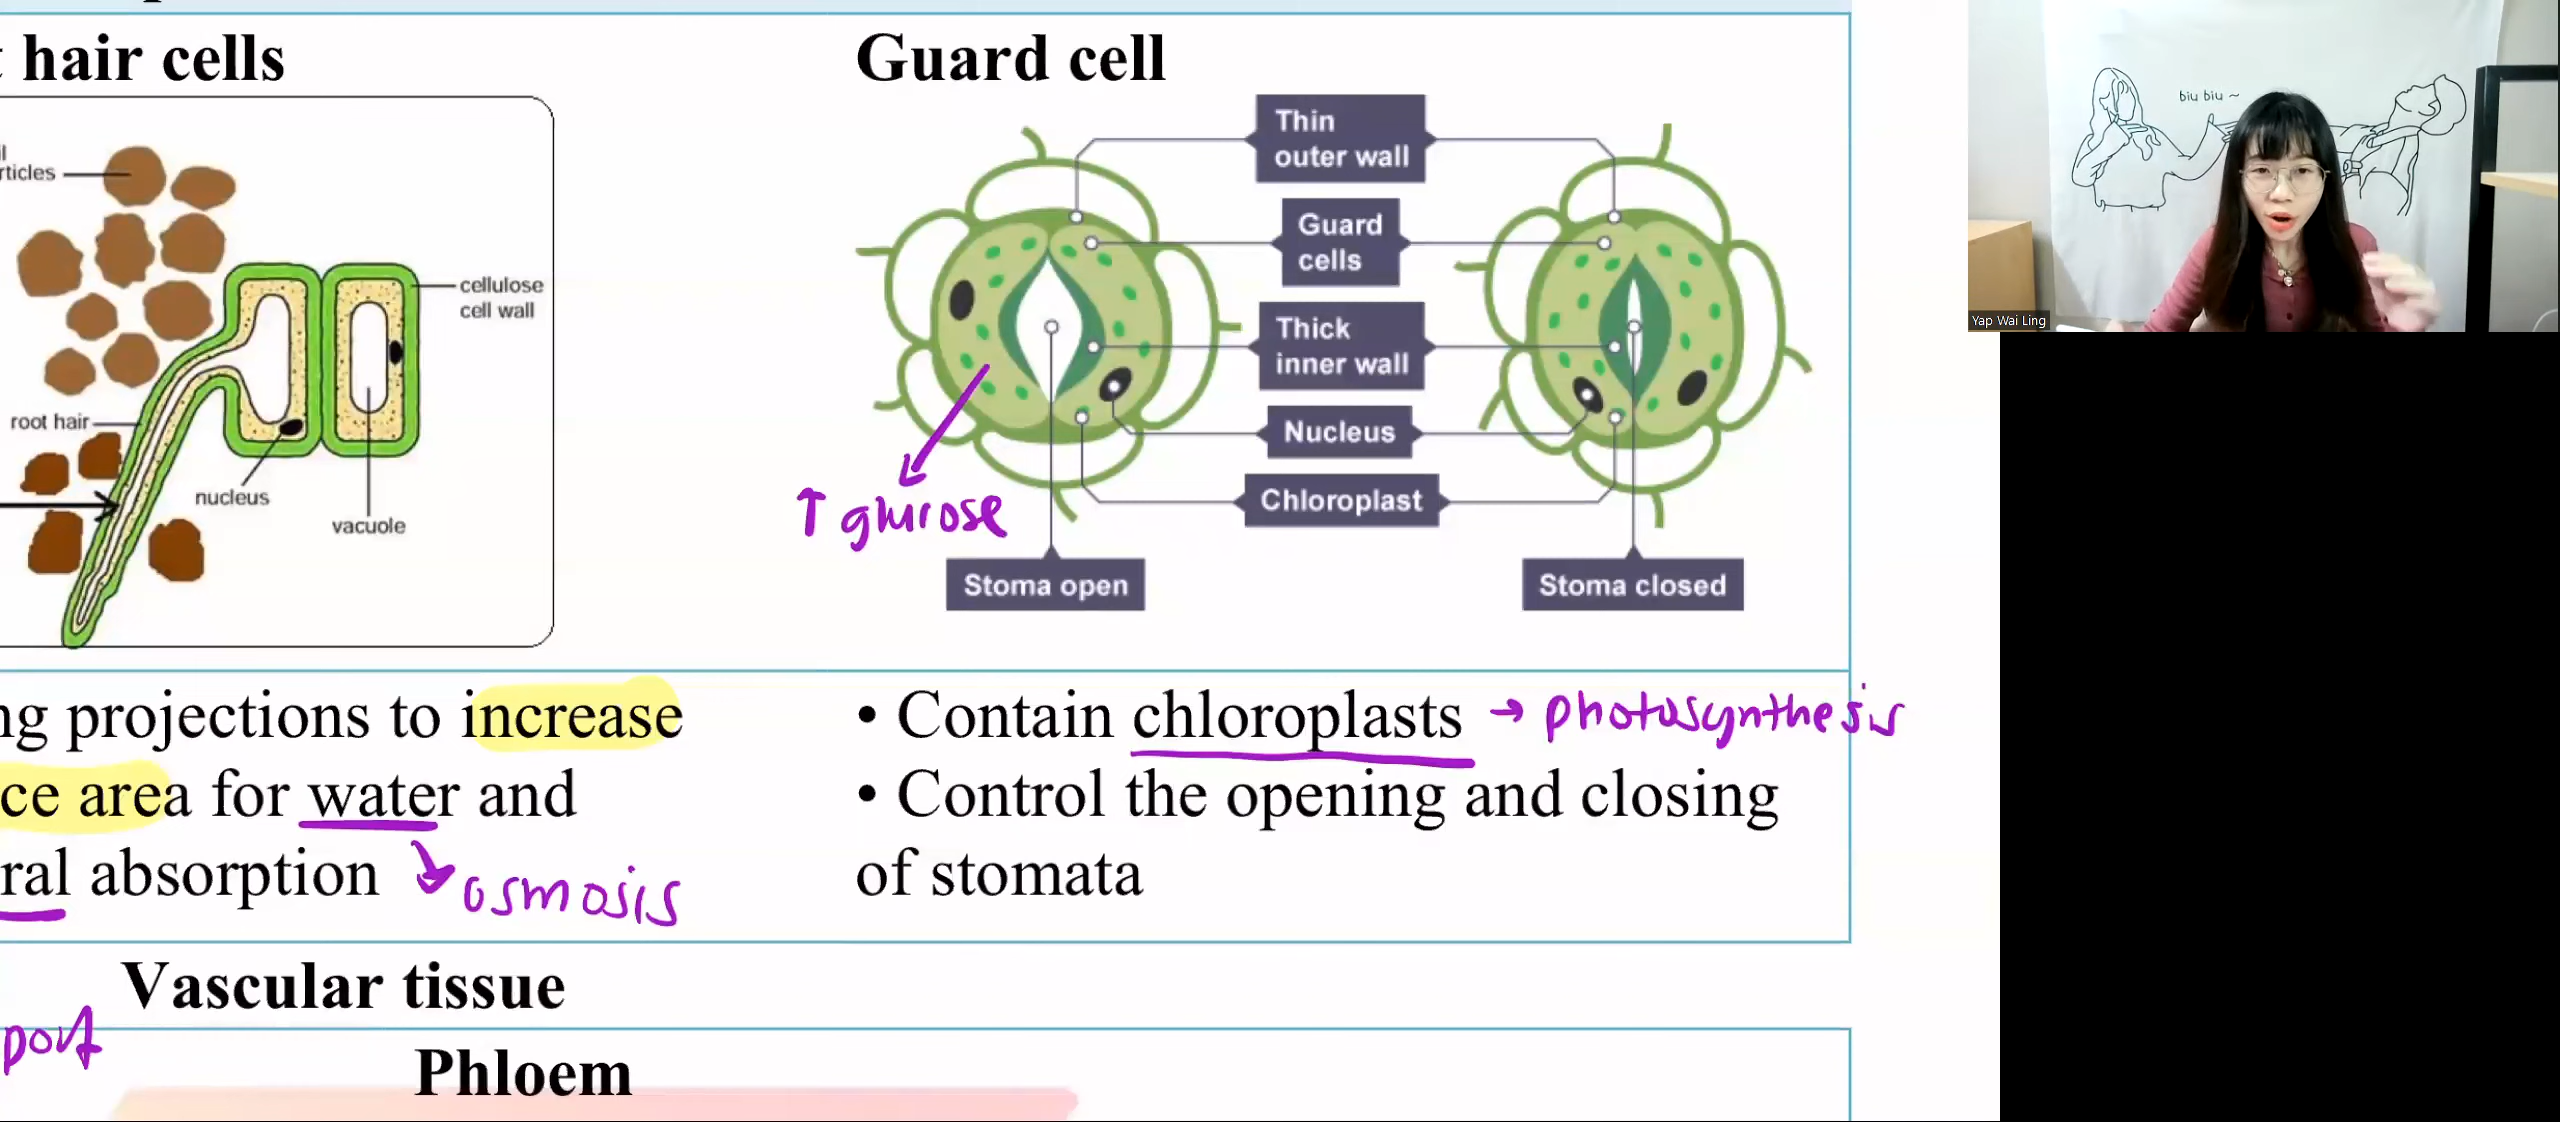 hair cells
Guard cell
rticles
cellulose
cell wall
root hair
nucleus
vacuole
Thin
outer wall
Guard
cells
Thick
inner wall
Nucleus
Chloroplast
↑ glucose
Stoma open
Stoma closed
ng projections to increase
ce area for water and
ral absorption
osmosis
• Contain chloroplasts → photosynthesis
• Control the opening and closing
of stomata
Vascular tissue
port
Phloem
biu biu ~
Yap Wai Ling